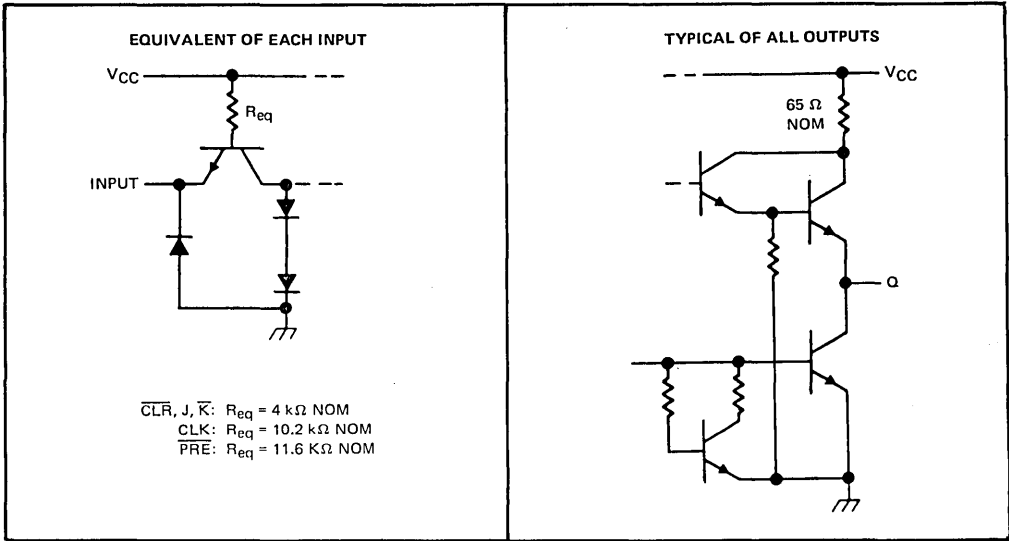 EQUIVALENT OF EACH INPUT
VCC
Req
INPUT
CLR, J, K: Req = 4 kΩ NOM
CLK: Req = 10.2 kΩ NOM
PRE: Req = 11.6 KΩ NOM
TYPICAL OF ALL OUTPUTS
VCC
65 Ω
NOM
Q